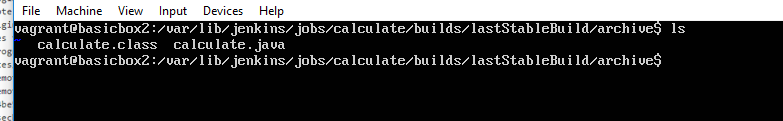 File Machine View Input Devices Help
vagrant@basicbox2:/var/lib/jenkins/jobs/calculate/builds/lastStableBuild/archive$ ls
calculate.class calculate.java
vagrant@basicbox2:/var/lib/jenkins/jobs/calculate/builds/lastStableBuild/archive$